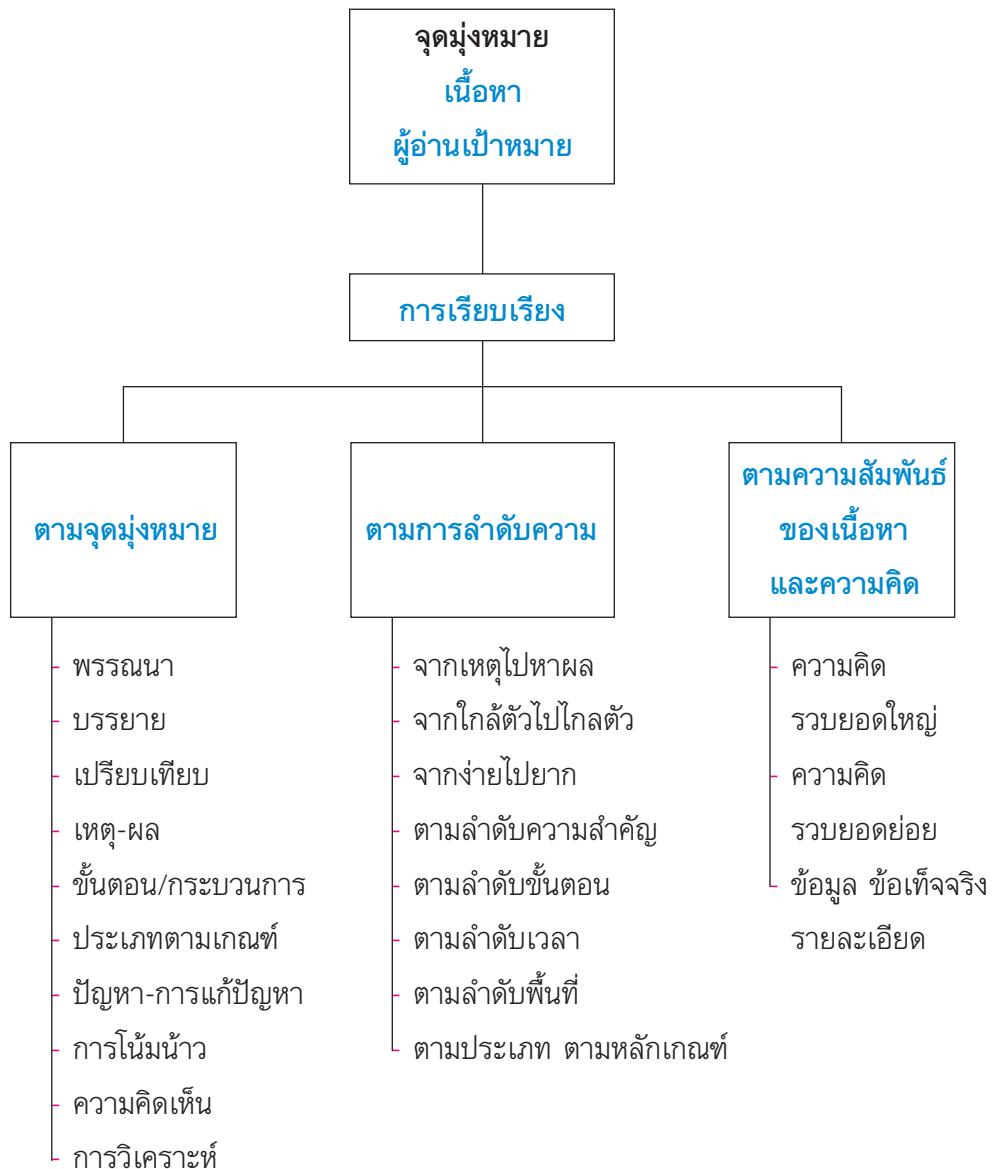 จุดมุ่งหมาย
เนื้อหา
ผู้อ่านเป้าหมาย
การเรียบเรียง
ตามจุดมุ่งหมาย
- พรรณนา
- บรรยาย
- เปรียบเทียบ
- เหตุ-ผล
- ขั้นตอน/กระบวนการ
- ประเภทตามเกณฑ์
- ปัญหา-การแก้ปัญหา
- การโน้มน้าว
- ความคิดเห็น
- การวิเคราะห์
ตามการลำดับความ
- จากเหตุไปหาผล
- จากใกล้ตัวไปไกลตัว
- จากง่ายไปยาก
- ตามลำดับความสำคัญ
- ตามลำดับขั้นตอน
- ตามลำดับเวลา
- ตามลำดับพื้นที่
- ตามประเภท ตามหลักเกณฑ์
ตามความสัมพันธ์
ของเนื้อหา
และความคิด
- ความคิด
รวบยอดใหญ่
- ความคิด
รวบยอดย่อย
- ข้อมูล ข้อเท็จจริง
รายละเอียด